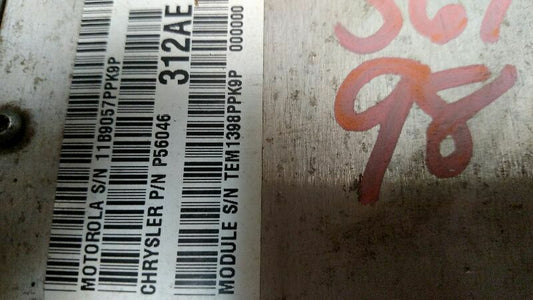 MOTOROLA S/N 11B9057PPK9P
CHRYSLER P/N P56046
312AE
MODULE S/N TEM1398PPK9P
000000
98